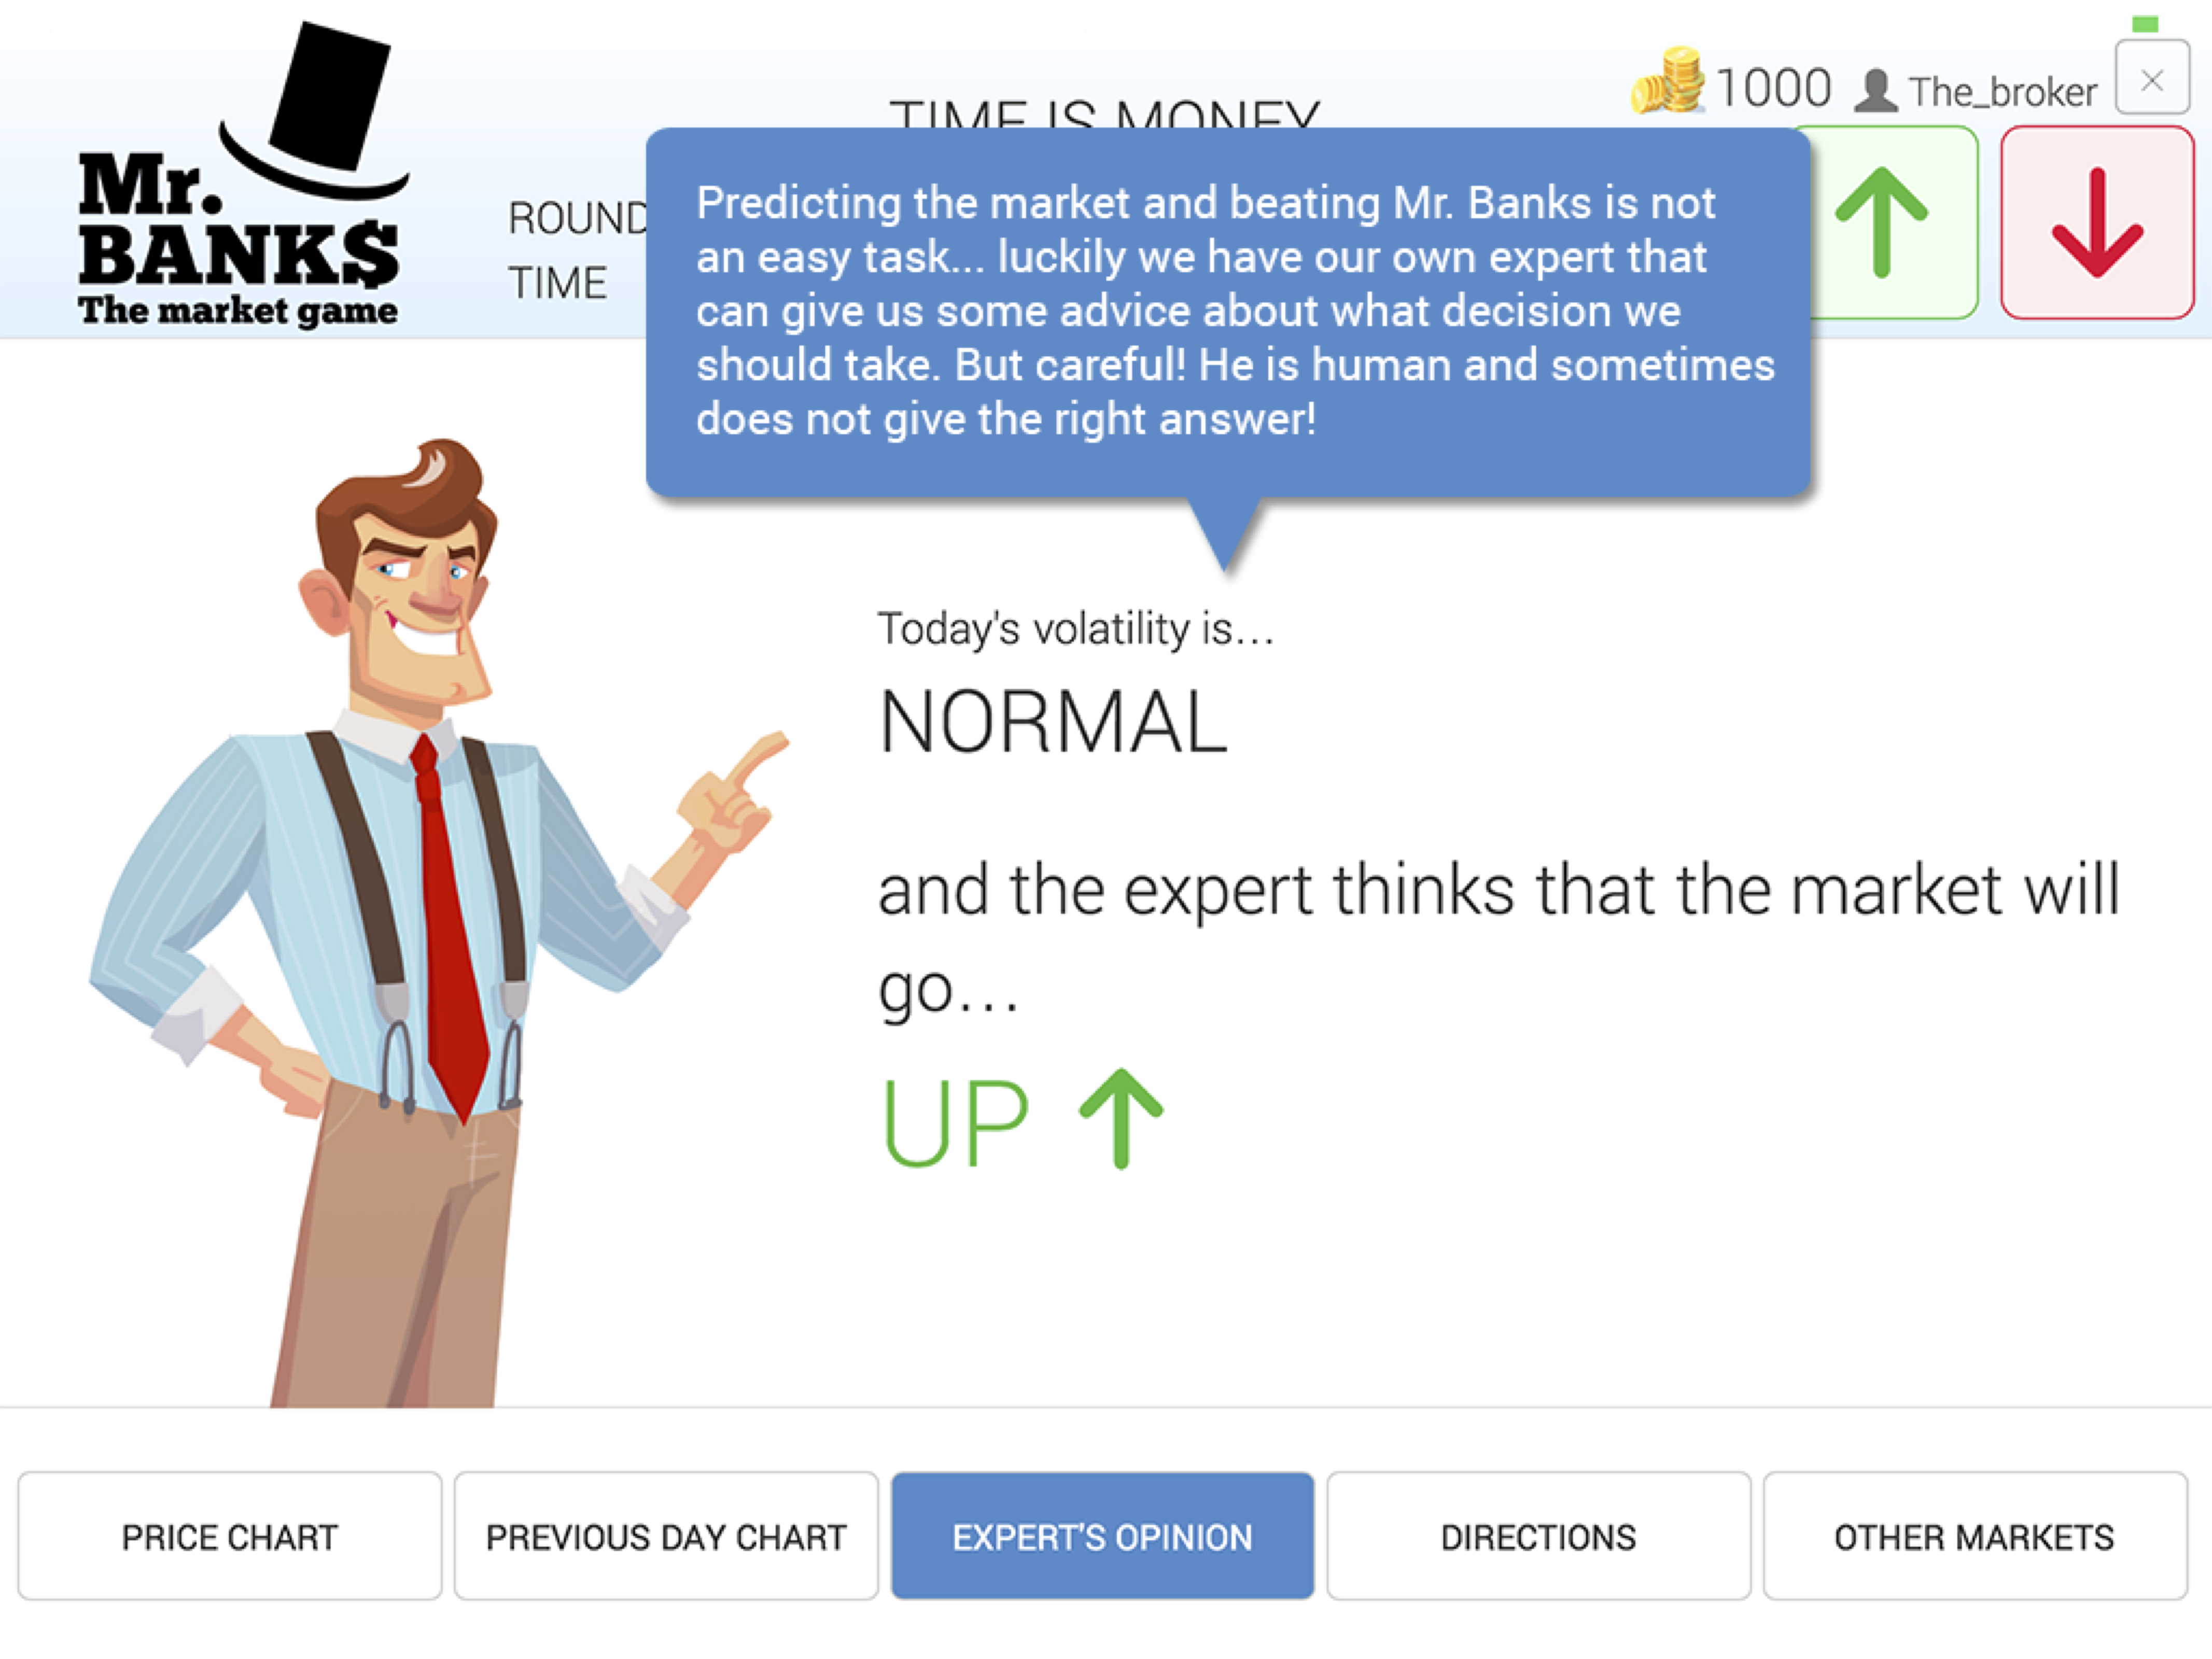 Mr.
BANK$
The market game
TIME IS MONEY
1000
The_broker
ROUND
TIME
Predicting the market and beating Mr. Banks is not
an easy task... luckily we have our own expert that
can give us some advice about what decision we
should take. But careful! He is human and sometimes
does not give the right answer!
Today's volatility is...
NORMAL
and the expert thinks that the market will
go...
UP
PRICE CHART
PREVIOUS DAY CHART
EXPERT'S OPINION
DIRECTIONS
OTHER MARKETS